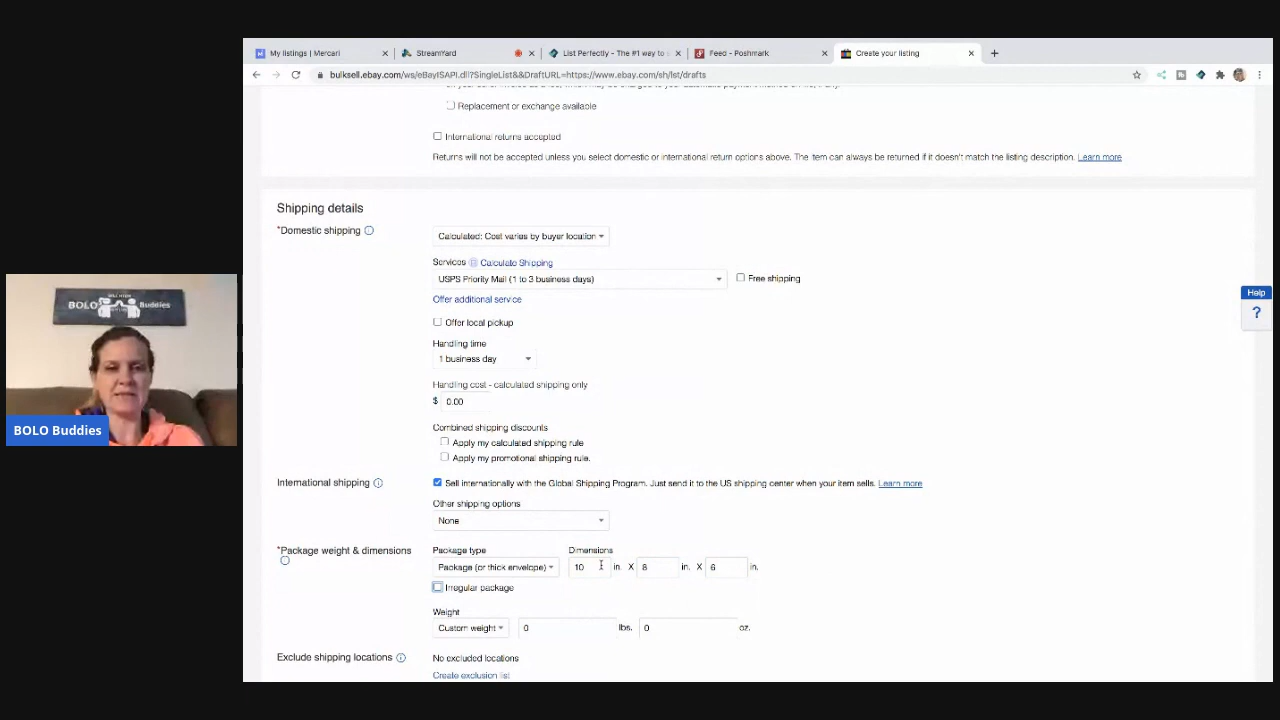 My listings | Mercari
StreamYard
List Perfectly - The #1 way to
Feed - Poshmark
Create your listing
bulksell.ebay.com/ws/eBayISAPI.dll?SingleList&&DraftURL=https://www.ebay.com/sh/lst/drafts
Replacement or exchange available
International returns accepted
Returns will not be accepted unless you select domestic or international return options above. The item can always be returned if it doesn't match the listing description. Learn more
Shipping details
*Domestic shipping
Calculated: Cost varies by buyer location
Services Calculate Shipping
USPS Priority Mail (1 to 3 business days)
Free shipping
Offer additional service
Offer local pickup
Handling time
1 business day
Handling cost - calculated shipping only
$ 0.00
Combined shipping discounts
Apply my calculated shipping rule
Apply my promotional shipping rule.
International shipping
Sell internationally with the Global Shipping Program. Just send it to the US shipping center when your item sells. Learn more
Other shipping options
None
*Package weight & dimensions
Package type
Dimensions
Package (or thick envelope)
10 in. X 8 in. X 6 in.
Irregular package
Weight
Custom weight
0 lbs. 0 oz.
Exclude shipping locations
No excluded locations
Create exclusion list
Help
?
BOLO Buddies
BOLO Buddies